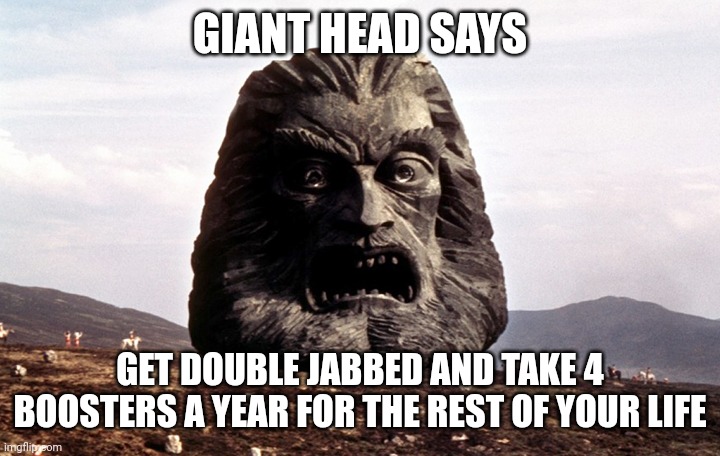 GIANT HEAD SAYS
GET DOUBLE JABBED AND TAKE 4
BOOSTERS A YEAR FOR THE REST OF YOUR LIFE
imgflip.com